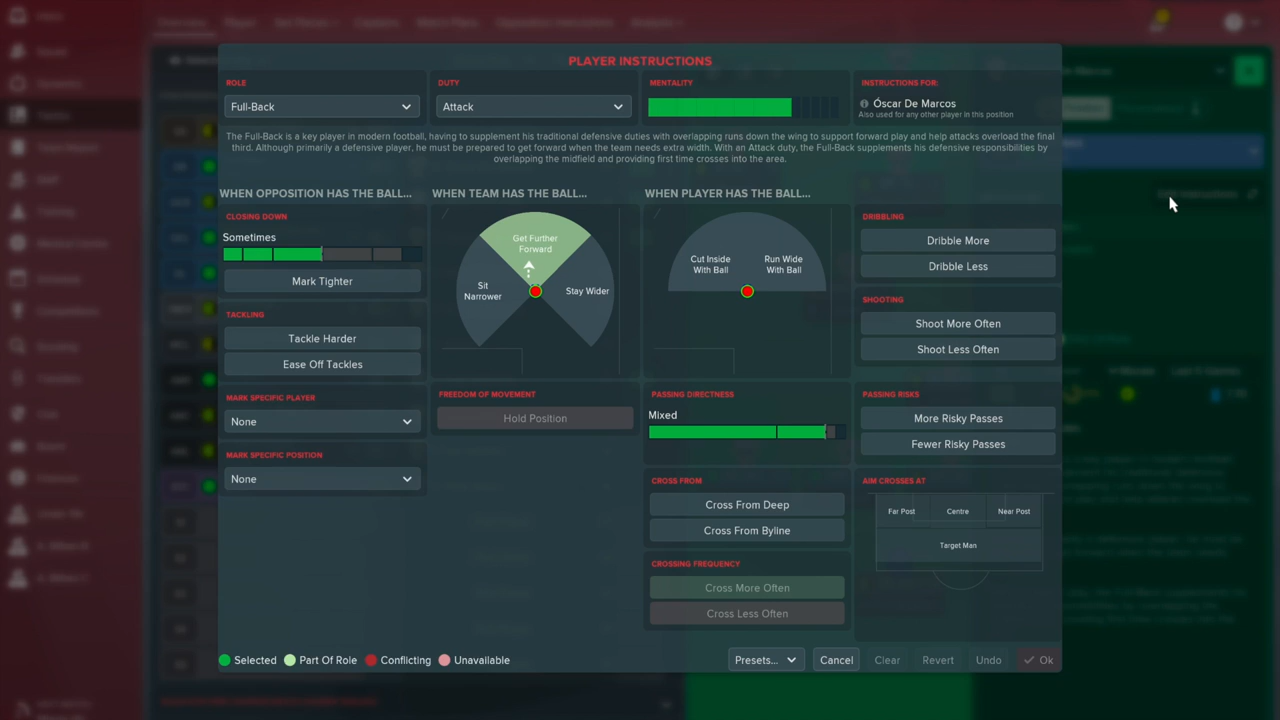 PLAYER INSTRUCTIONS
ROLE
DUTY
MENTALITY
INSTRUCTIONS FOR:
Full-Back
Attack
Óscar De Marcos
Also used for any other player in this position
The Full-Back is a key player in modern football, having to supplement his traditional defensive duties with overlapping runs down the wing to support forward play and help attacks overload the final
third. Although primarily a defensive player, he must be prepared to get forward when the team needs extra width. With an Attack duty, the Full-Back supplements his defensive responsibilities by
overlapping the midfield and providing first time crosses into the area.
WHEN OPPOSITION HAS THE BALL...
WHEN TEAM HAS THE BALL...
WHEN PLAYER HAS THE BALL...
CLOSING DOWN
Sometimes
Mark Tighter
TACKLING
Tackle Harder
Ease Off Tackles
MARK SPECIFIC PLAYER
None
MARK SPECIFIC POSITION
None
Get Further
Forward
Sit
Narrower
Stay Wider
FREEDOM OF MOVEMENT
Hold Position
Cut Inside
With Ball
Run Wide
With Ball
PASSING DIRECTNESS
Mixed
CROSS FROM
Cross From Deep
Cross From Byline
CROSSING FREQUENCY
Cross More Often
Cross Less Often
DRIBBLING
Dribble More
Dribble Less
SHOOTING
Shoot More Often
Shoot Less Often
PASSING RISKS
More Risky Passes
Fewer Risky Passes
AIM CROSSES AT
Far Post
Centre
Near Post
Target Man
Selected
Part Of Role
Conflicting
Unavailable
Presets...
Cancel
Clear
Revert
Undo
Ok